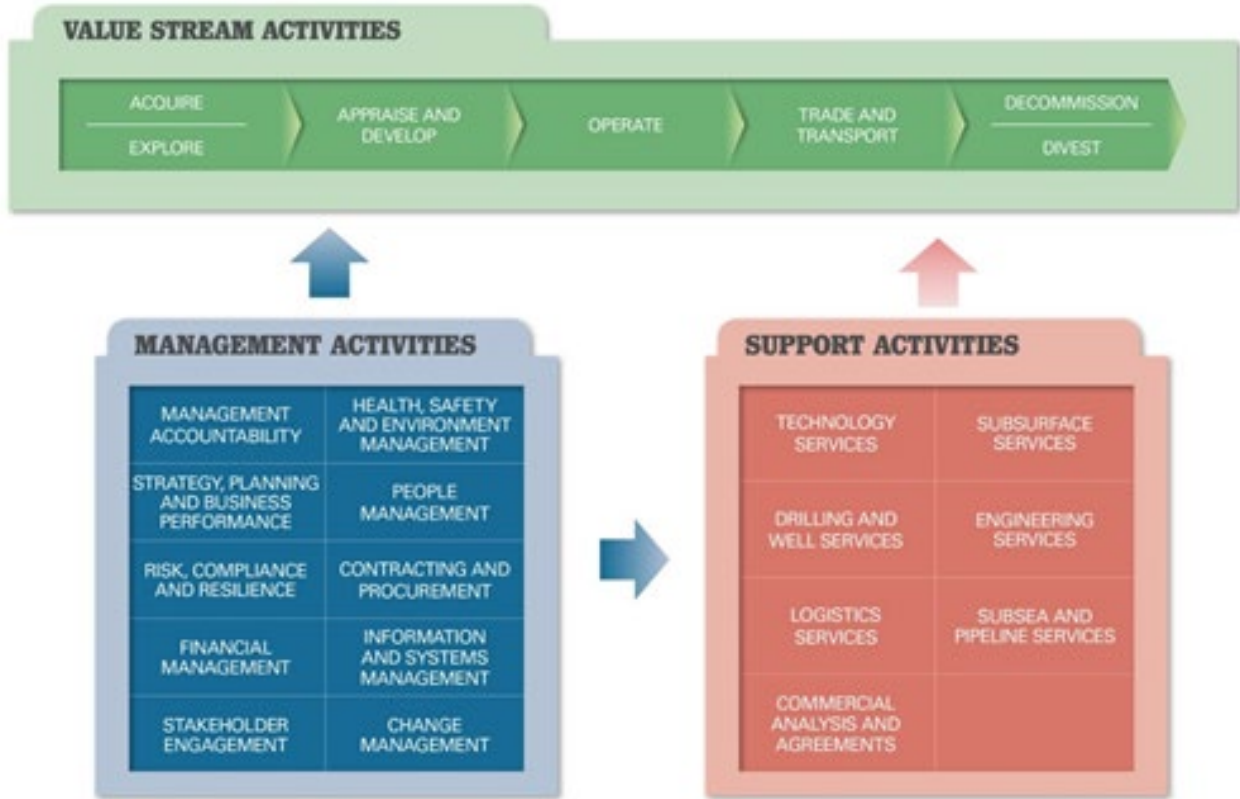 VALUE STREAM ACTIVITIES
ACQUIRE
EXPLORE
APPRAISE AND
DEVELOP
OPERATE
TRADE AND
TRANSPORT
DECOMMISSION
DIVEST
MANAGEMENT ACTIVITIES
MANAGEMENT
ACCOUNTABILITY
HEALTH, SAFETY
AND ENVIRONMENT
MANAGEMENT
STRATEGY, PLANNING
AND BUSINESS
PERFORMANCE
PEOPLE
MANAGEMENT
RISK, COMPLIANCE
AND RESILIENCE
CONTRACTING AND
PROCUREMENT
FINANCIAL
MANAGEMENT
INFORMATION
AND SYSTEMS
MANAGEMENT
STAKEHOLDER
ENGAGEMENT
CHANGE
MANAGEMENT
SUPPORT ACTIVITIES
TECHNOLOGY
SERVICES
SUBSURFACE
SERVICES
DRILLING AND
WELL SERVICES
ENGINEERING
SERVICES
LOGISTICS
SERVICES
SUBSEA AND
PIPELINE SERVICES
COMMERCIAL
ANALYSIS AND
AGREEMENTS